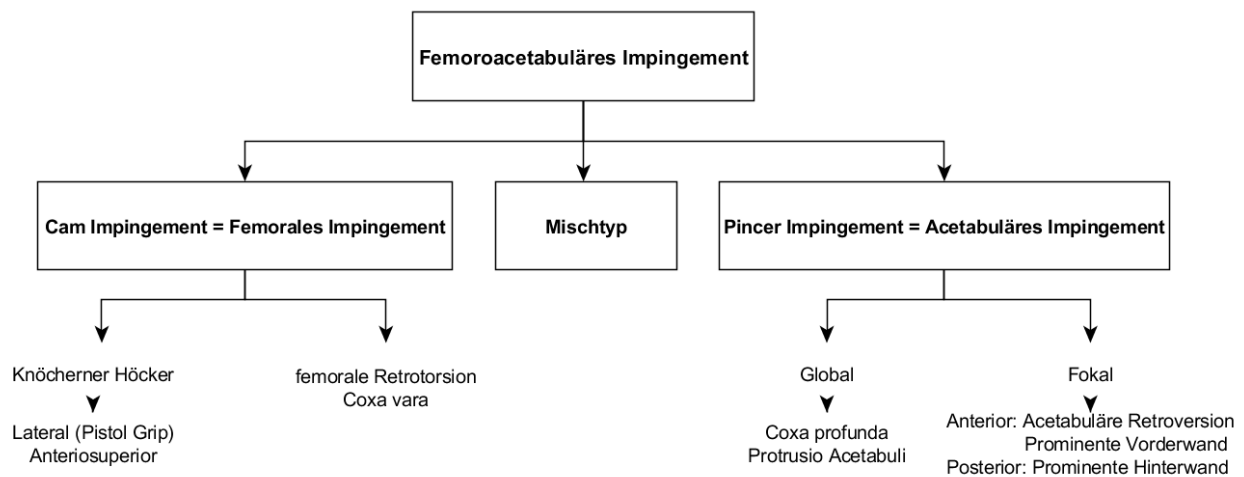 Femoroacetabuläres Impingement
Cam Impingement = Femorales Impingement
Mischtyp
Pincer Impingement = Acetabuläres Impingement
Knöcherner Höcker
femorale Retrotorsion
Coxa vara
Global
Fokal
Lateral (Pistol Grip)
Anteriosuperior
Coxa profunda
Protrusio Acetabuli
Anterior: Acetabuläre Retroversion
Prominente Vorderwand
Posterior: Prominente Hinterwand